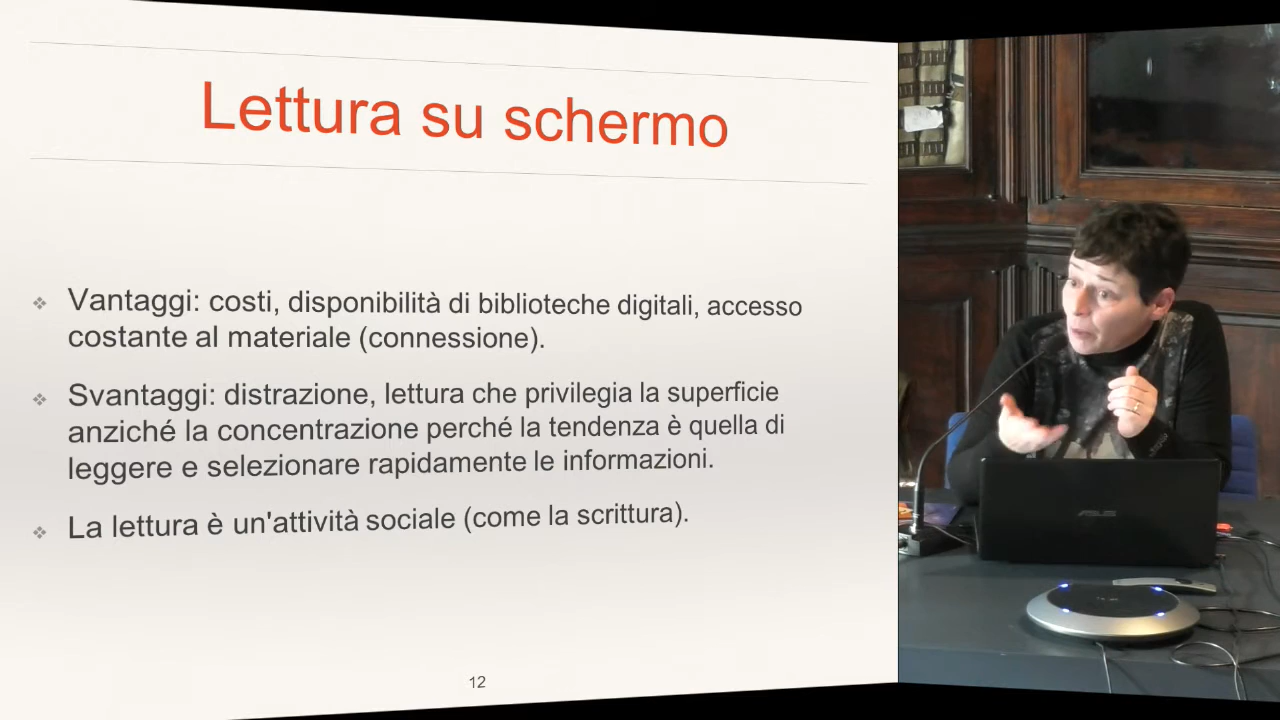 Lettura su schermo
Vantaggi: costi, disponibilità di biblioteche digitali, accesso
costante al materiale (connessione).
Svantaggi: distrazione, lettura che privilegia la superficie
anziché la concentrazione perché la tendenza è quella di
leggere e selezionare rapidamente le informazioni.
La lettura è un'attività sociale (come la scrittura).
12
ASUS